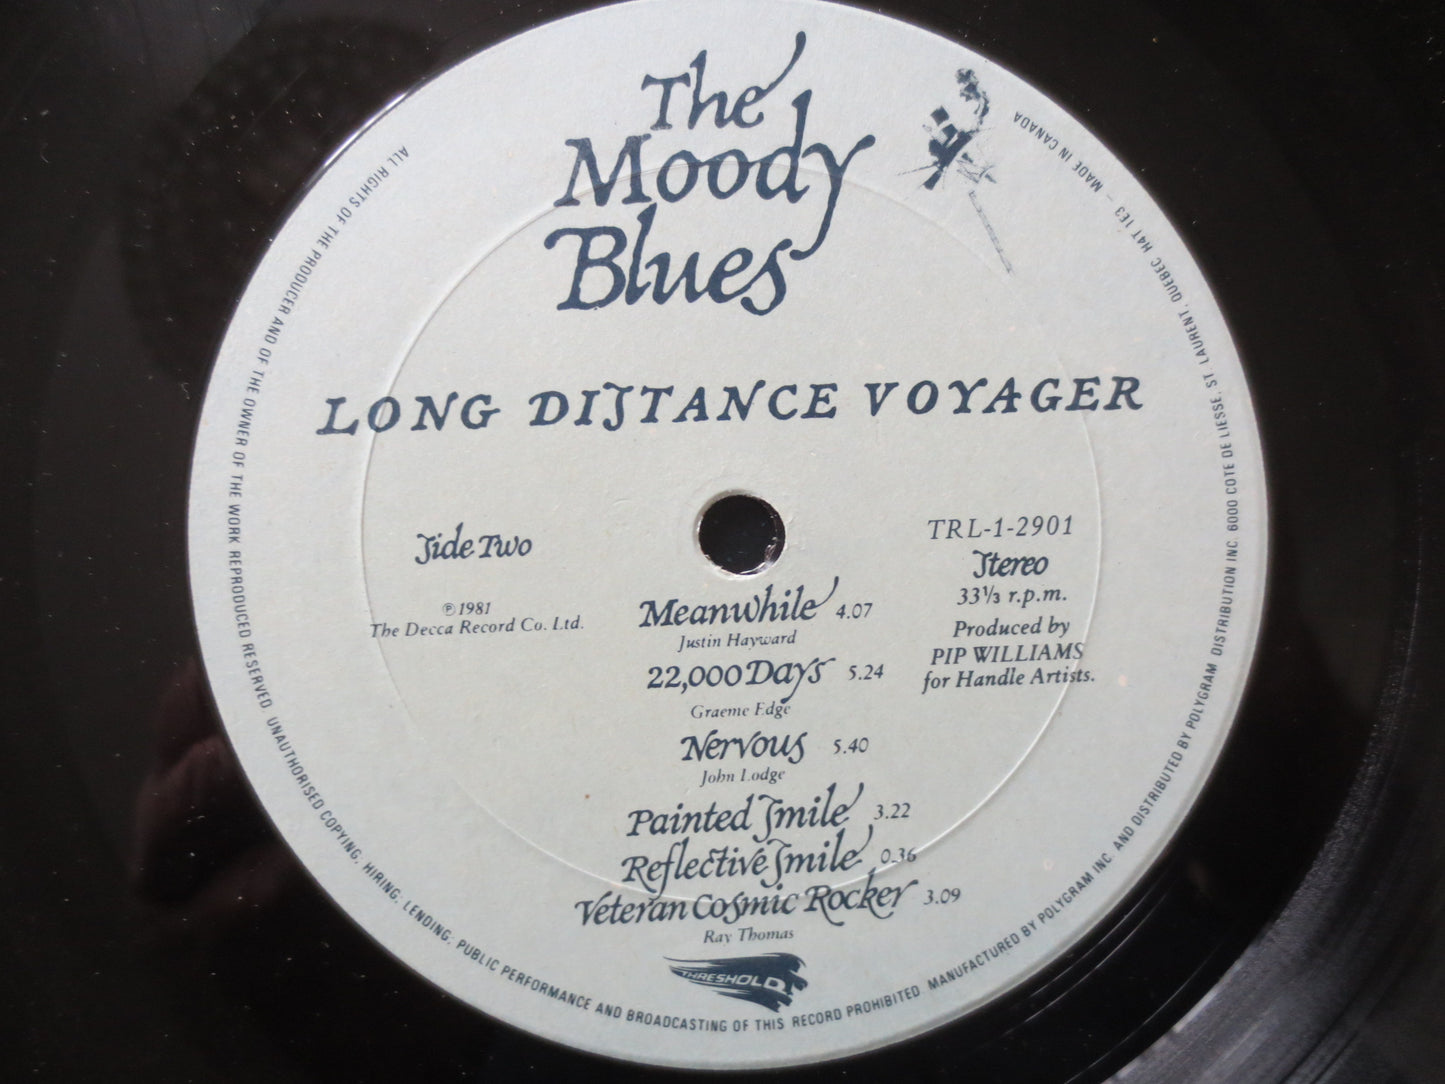 The
Moody
Blues
LONG DISTANCE VOYAGER
Side Two
℗ 1981
The Decca Record Co. Ltd.
TRL-1-2901
Stereo
33⅓ r.p.m.
Produced by
PIP WILLIAMS
for Handle Artists.
Meanwhile 4.07
Justin Hayward
22,000 Days 5.24
Graeme Edge
Nervous 5.40
John Lodge
Painted Smile 3.22
Reflective Smile 0.36
Veteran Cosmic Rocker 3.09
Ray Thomas
THRESHOLD
ALL RIGHTS OF THE PRODUCER AND OF THE OWNER OF THE WORK REPRODUCED RESERVED. UNAUTHORISED COPYING, HIRING, LENDING, PUBLIC PERFORMANCE AND BROADCASTING OF THIS RECORD PROHIBITED. MANUFACTURED BY POLYGRAM INC. AND DISTRIBUTED BY POLYGRAM DISTRIBUTION INC. 6000 COTE DE LIESSE, ST. LAURENT, QUEBEC H4T 1E3 – MADE IN CANADA